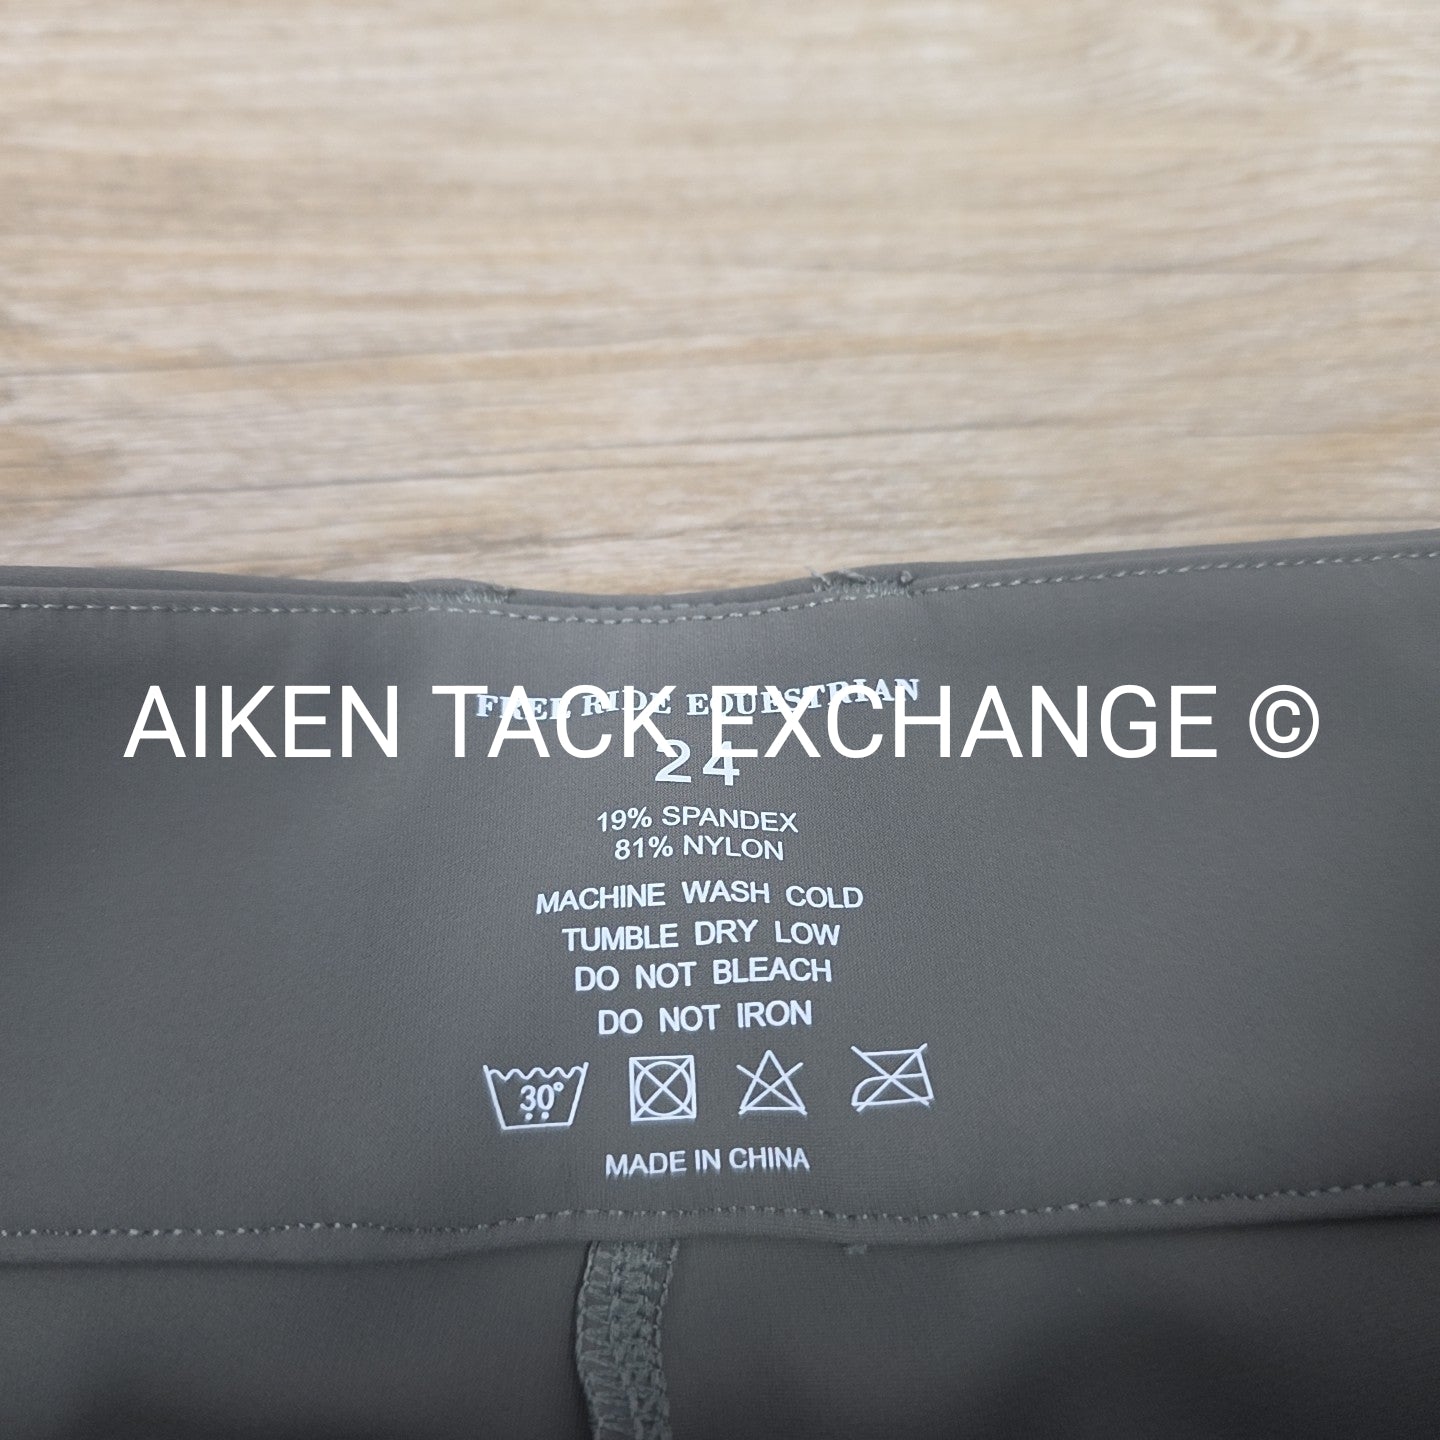 FREE RIDE EQUESTRIAN
AIKEN TACK EXCHANGE ©
24
19% SPANDEX
81% NYLON
MACHINE WASH COLD
TUMBLE DRY LOW
DO NOT BLEACH
DO NOT IRON
30°
MADE IN CHINA